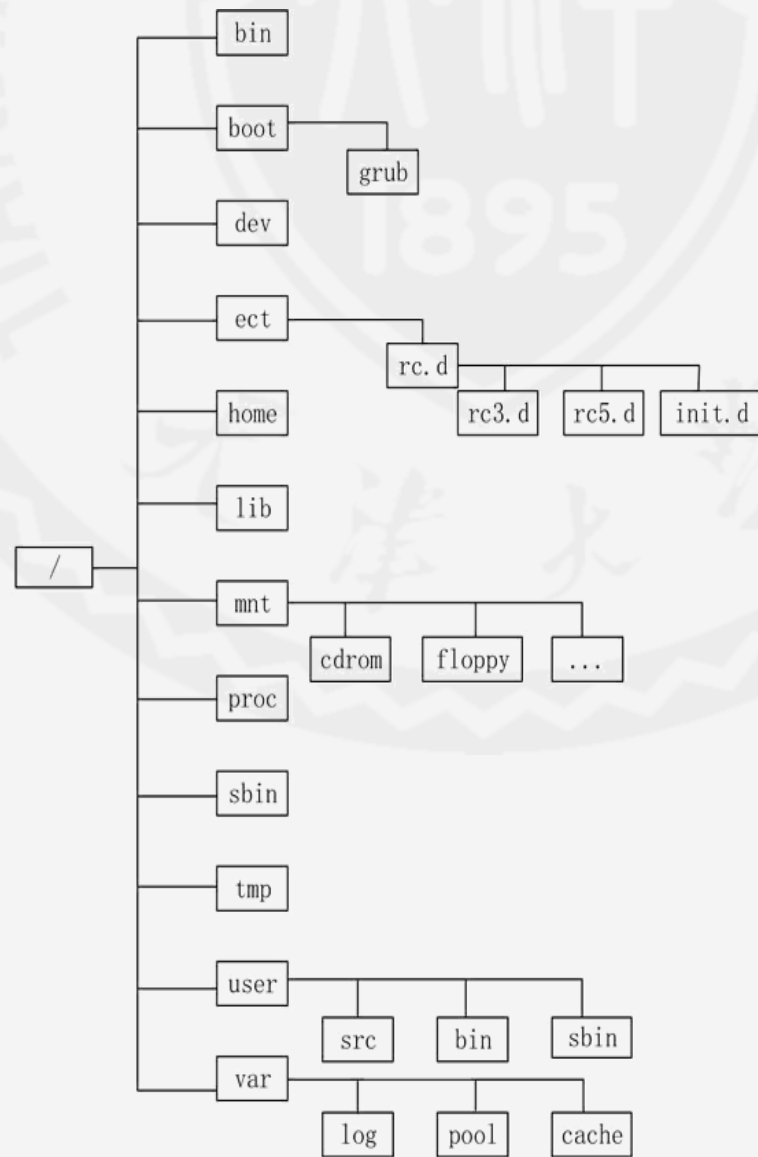 bin
boot
grub
1895
dev
ect
rc.d
rc3.d rc5.d init.d
home
lib
/
mnt
cdrom floppy ...
proc
sbin
tmp
user
src bin sbin
var
log pool cache